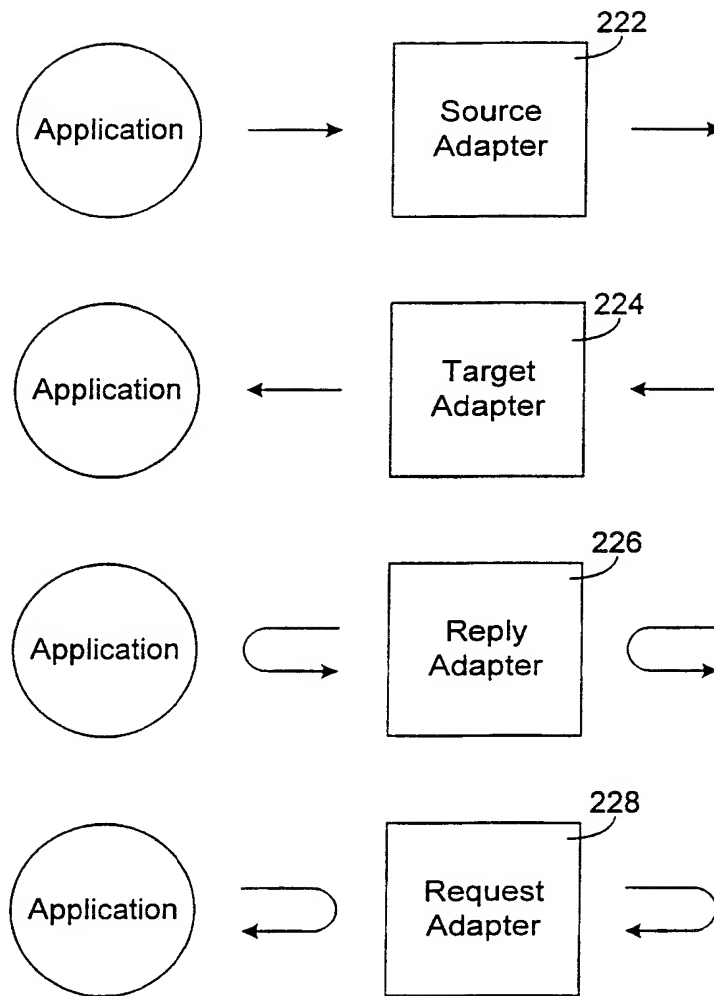 222
Application
Source
Adapter
224
Application
Target
Adapter
226
Application
Reply
Adapter
228
Application
Request
Adapter